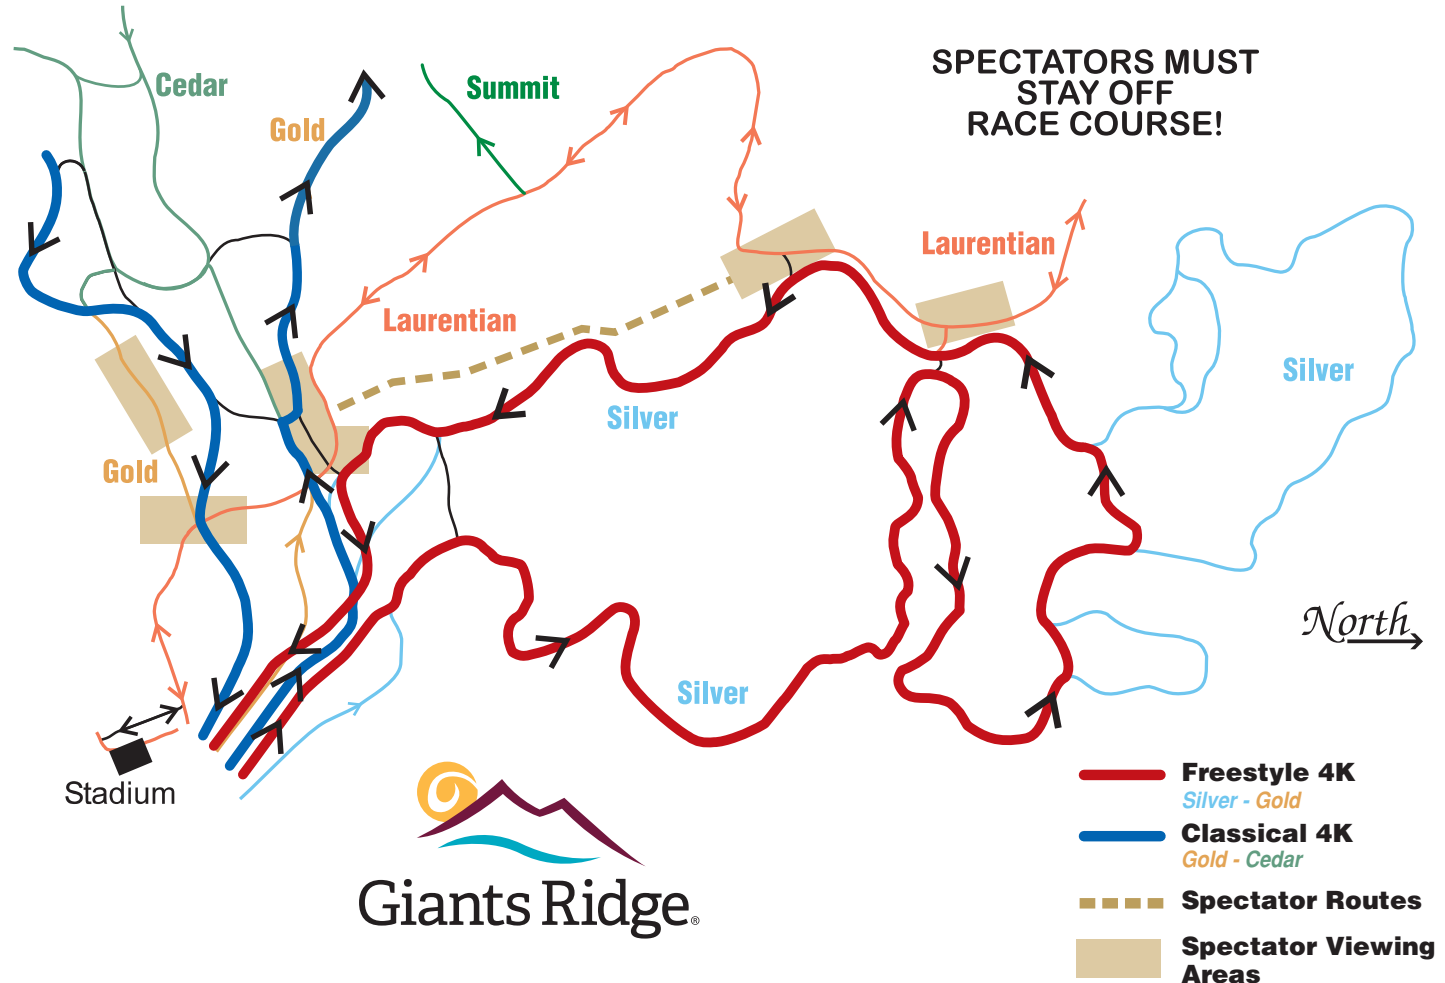 SPECTATORS MUST
STAY OFF
RACE COURSE!
Cedar
Gold
Summit
Laurentian
Laurentian
Silver
Silver
Gold
Silver
North
Stadium
Giants Ridge®
Freestyle 4K
Silver - Gold
Classical 4K
Gold - Cedar
Spectator Routes
Spectator Viewing
Areas